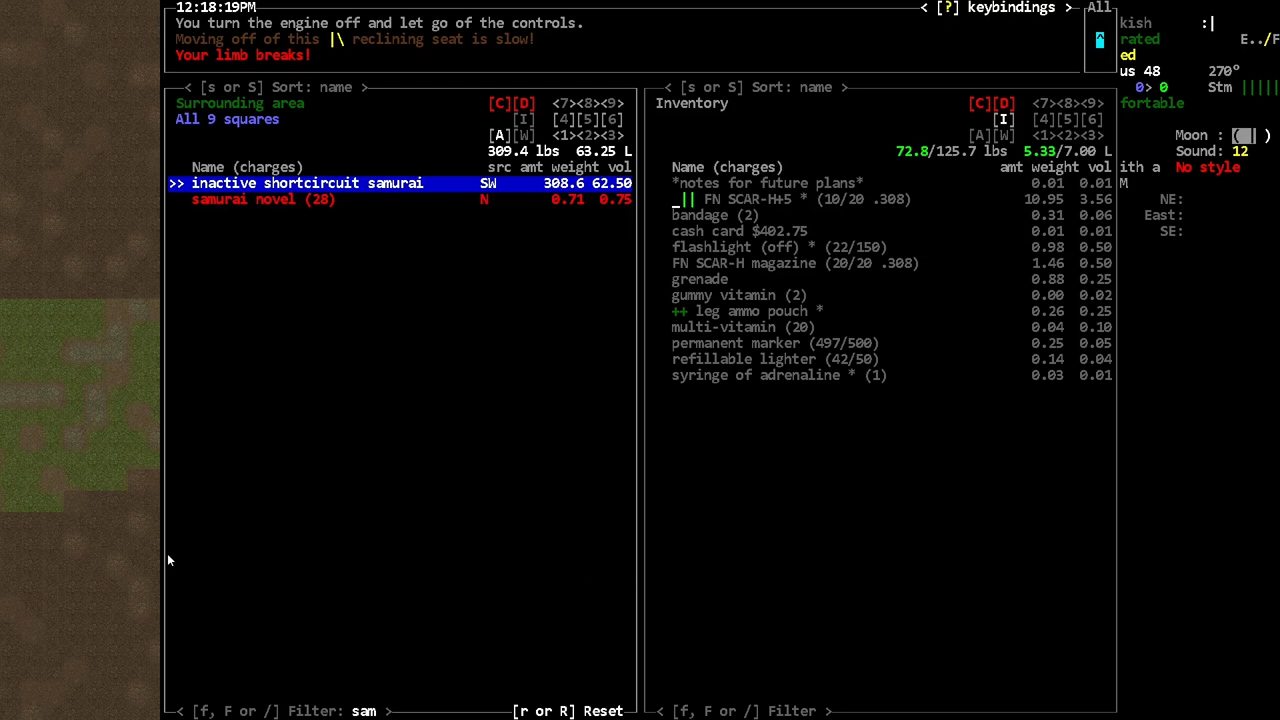 12:18:19PM < [?] keybindings > All
You turn the engine off and let go of the controls.
Moving off of this |\ reclining seat is slow!
Your limb breaks!
^
kish :|
rated E../F
ed
us 48 270°
0> 0 Stm |||||
fortable
Moon : ( )
Sound: 12
ith a No style
M
NE:
East:
SE:
< [s or S] Sort: name >
Surrounding area [C][D] <7><8><9>
All 9 squares [I] [4][5][6]
[A][W] <1><2><3>
309.4 lbs 63.25 L
Name (charges) src amt weight vol
>> inactive shortcircuit samurai SW 308.6 62.50
samurai novel (28) N 0.71 0.75
< [f, F or /] Filter: sam > [r or R] Reset
< [s or S] Sort: name >
Inventory [C][D] <7><8><9>
[I] [4][5][6]
[A][W] <1><2><3>
72.8/125.7 lbs 5.33/7.00 L
Name (charges) amt weight vol
*notes for future plans* 0.01 0.01
_|| FN SCAR-H+5 * (10/20 .308) 10.95 3.56
bandage (2) 0.31 0.06
cash card $402.75 0.01 0.01
flashlight (off) * (22/150) 0.98 0.50
FN SCAR-H magazine (20/20 .308) 1.46 0.50
grenade 0.88 0.25
gummy vitamin (2) 0.00 0.02
++ leg ammo pouch * 0.26 0.25
multi-vitamin (20) 0.04 0.10
permanent marker (497/500) 0.25 0.05
refillable lighter (42/50) 0.14 0.04
syringe of adrenaline * (1) 0.03 0.01
< [f, F or /] Filter >